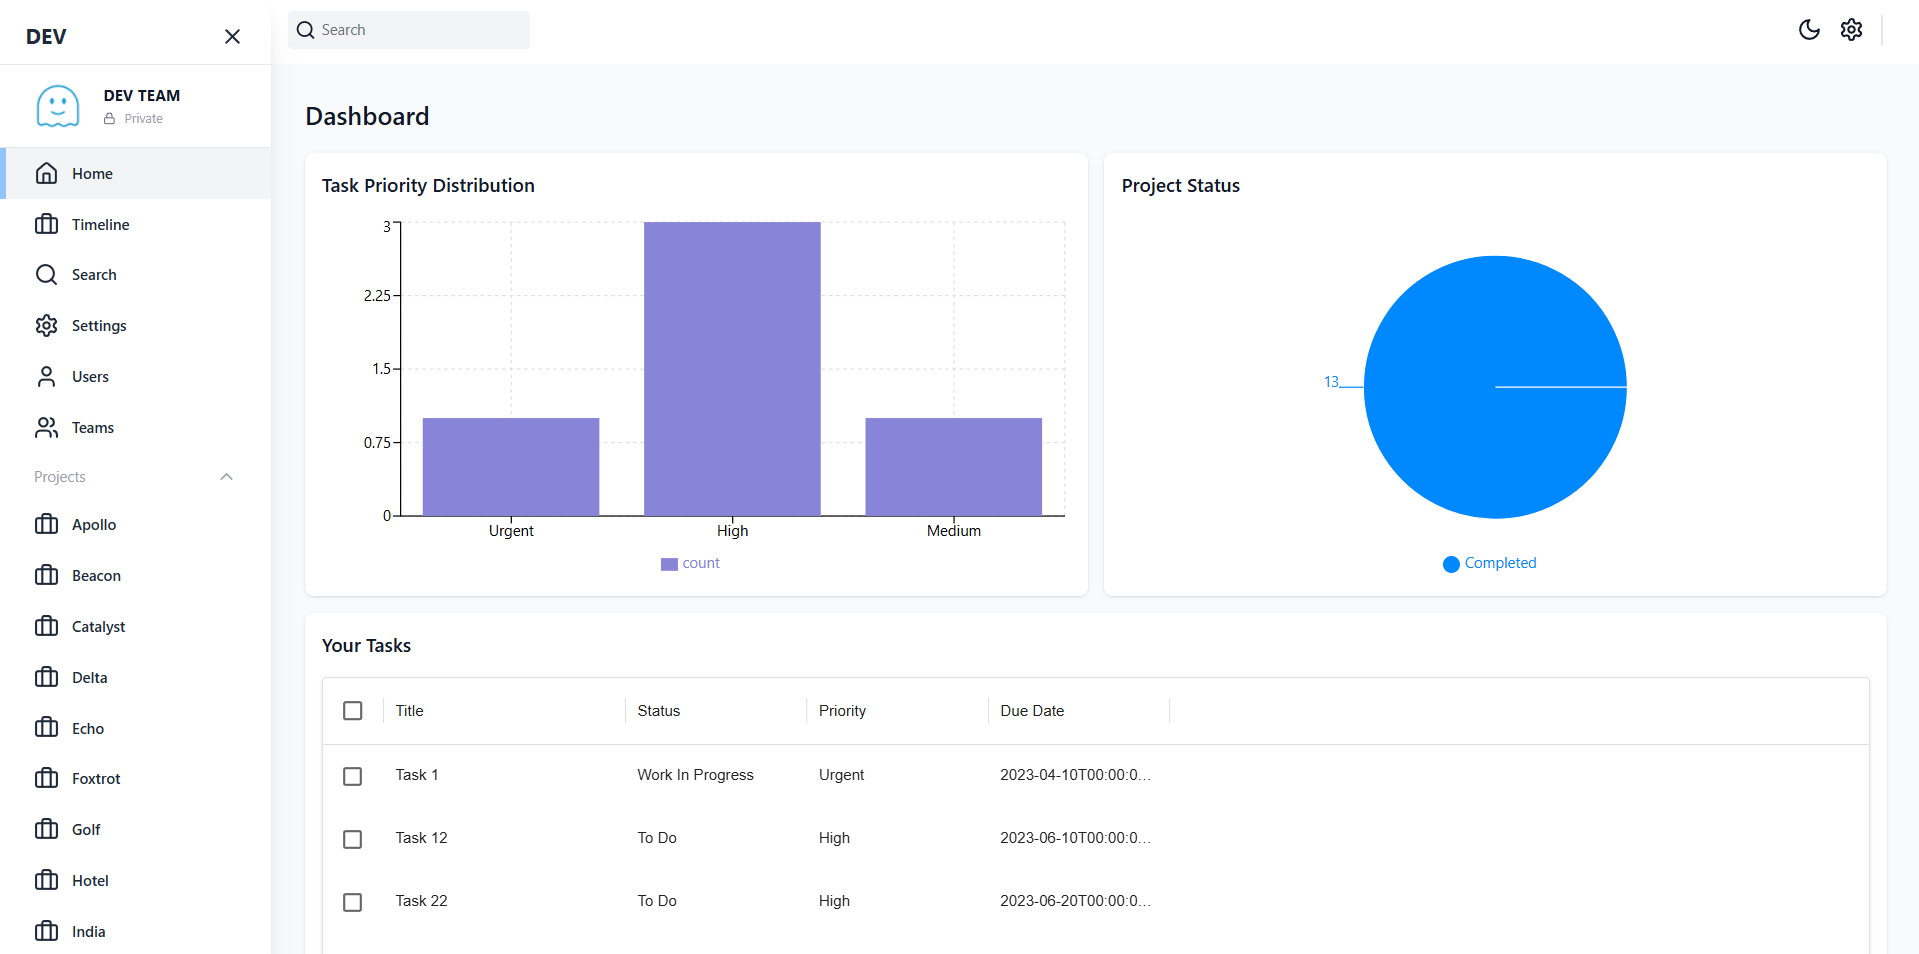 DEV
Search
DEV TEAM
Private
Home
Timeline
Search
Settings
Users
Teams
Projects
Apollo
Beacon
Catalyst
Delta
Echo
Foxtrot
Golf
Hotel
India
Dashboard
Task Priority Distribution
3
2.25
1.5
0.75
0
Urgent High Medium
count
Project Status
13
Completed
Your Tasks
Title Status Priority Due Date
Task 1 Work In Progress Urgent 2023-04-10T00:00:0...
Task 12 To Do High 2023-06-10T00:00:0...
Task 22 To Do High 2023-06-20T00:00:0...